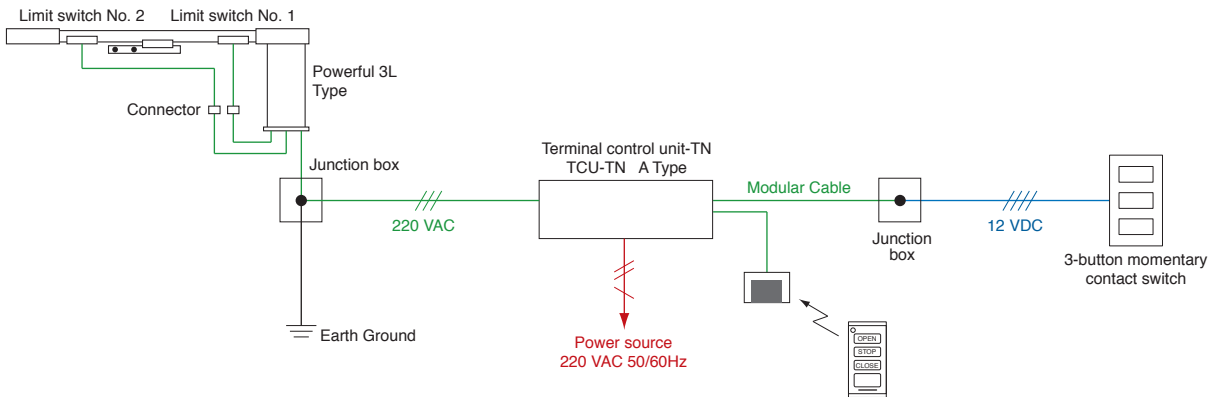 Limit switch No. 2
Limit switch No. 1
Powerful 3L
Type
Connector
Junction box
Terminal control unit-TN
TCU-TN A Type
Modular Cable
220 VAC
12 VDC
Junction
box
3-button momentary
contact switch
Earth Ground
Power source
220 VAC 50/60Hz
OPEN
STOP
CLOSE